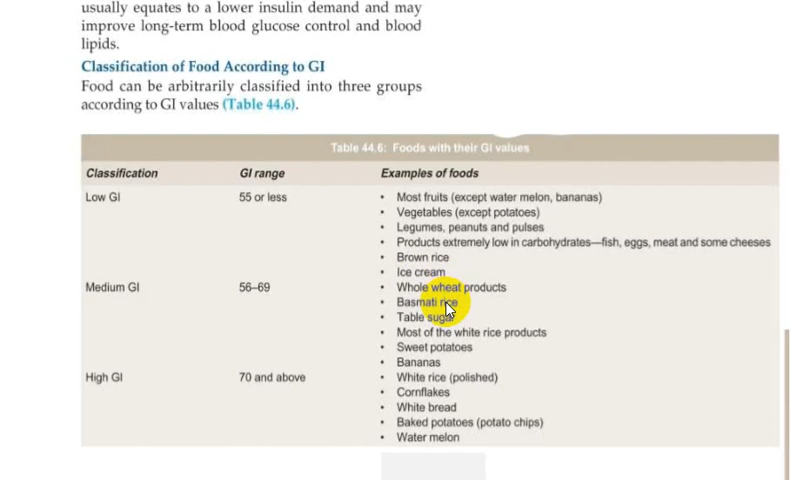 usually equates to a lower insulin demand and may
improve long-term blood glucose control and blood
lipids.
Classification of Food According to GI
Food can be arbitrarily classified into three groups
according to GI values (Table 44.6).
Table 44.6: Foods with their GI values
Classification GI range Examples of foods
Low GI 55 or less • Most fruits (except water melon, bananas)
• Vegetables (except potatoes)
• Legumes, peanuts and pulses
• Products extremely low in carbohydrates—fish, eggs, meat and some cheeses
• Brown rice
• Ice cream
Medium GI 56–69 • Whole wheat products
• Basmati rice
• Table sugar
• Most of the white rice products
• Sweet potatoes
• Bananas
High GI 70 and above • White rice (polished)
• Cornflakes
• White bread
• Baked potatoes (potato chips)
• Water melon